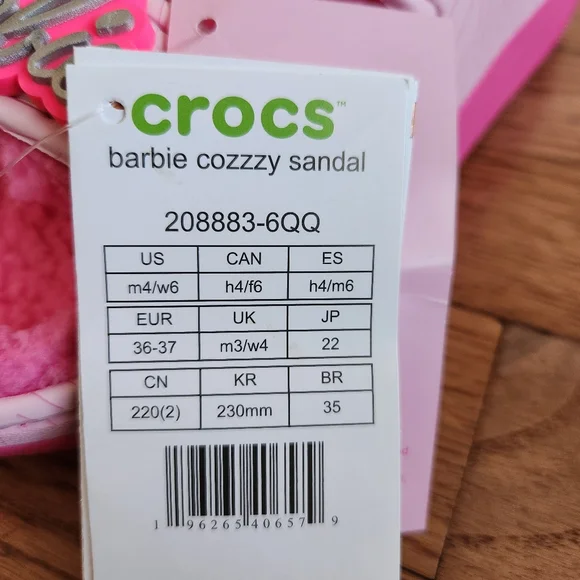 crocs™
barbie cozzzy sandal
208883-6QQ
US CAN ES
m4/w6 h4/f6 h4/m6
EUR UK JP
36-37 m3/w4 22
CN KR BR
220(2) 230mm 35
1 96265 40657 9